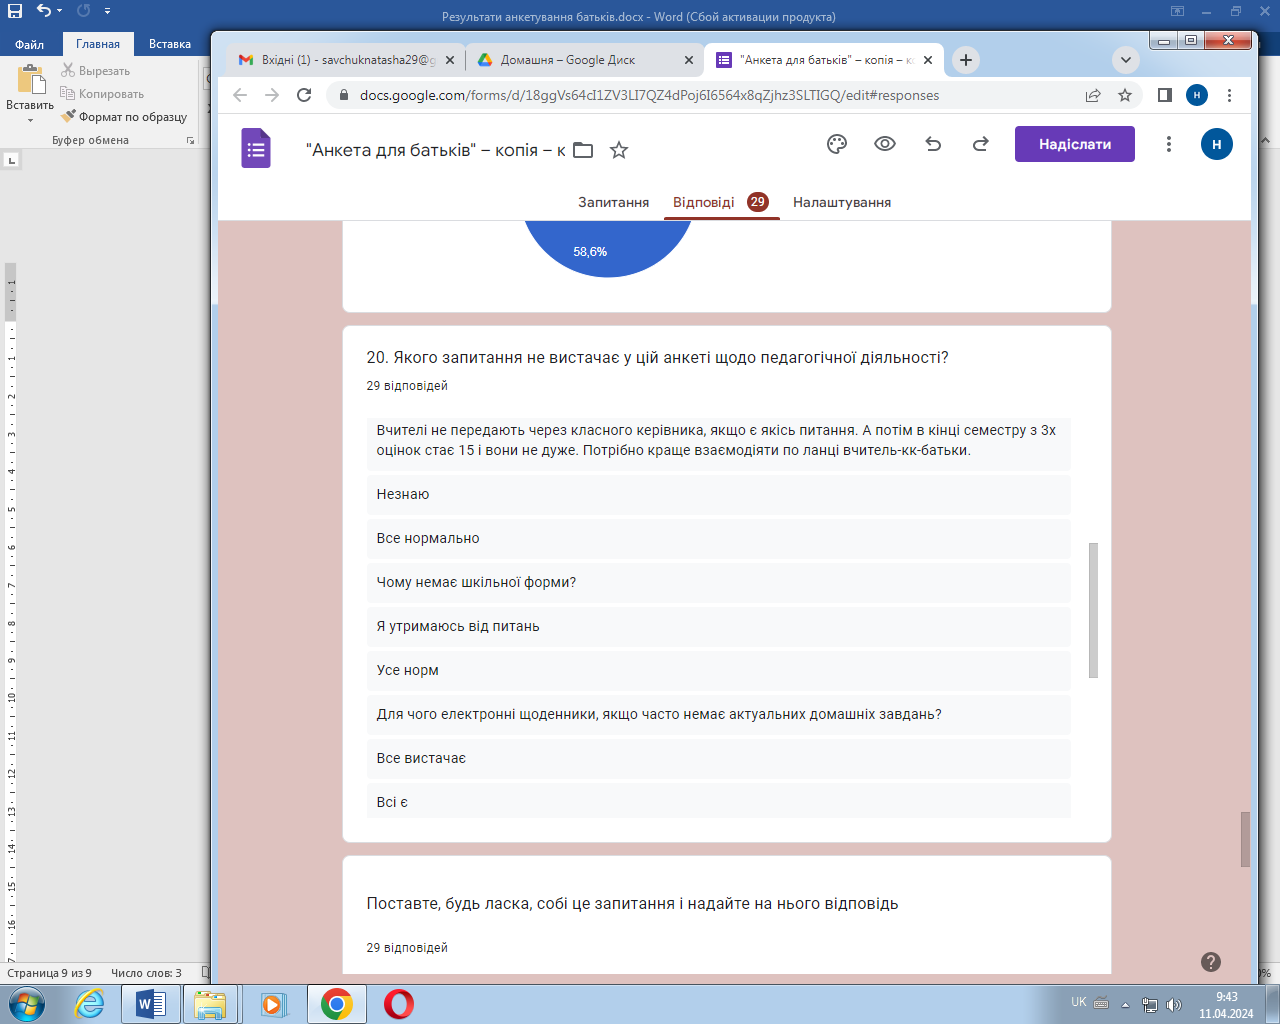 Результати анкетування батьків.docx - Word (Сбой активации продукта)
Файл
Главная
Вставка
Вставить
Вырезать
Копировать
Формат по образцу
Буфер обмена
Вхідні (1) - savchuknatasha29@g
Домашня – Google Диск
"Анкета для батьків" – копія – к
docs.google.com/forms/d/18ggVs64cI1ZV3LI7QZ4dPoj6I6564x8qZjhz3SLTIGQ/edit#responses
Н
"Анкета для батьків" – копія – к
Надіслати
Н
Запитання
Відповіді 29
Налаштування
58,6%
20. Якого запитання не вистачає у цій анкеті щодо педагогічної діяльності?
29 відповідей
Вчителі не передають через класного керівника, якщо є якісь питання. А потім в кінці семестру з 3х
оцінок стає 15 і вони не дуже. Потрібно краще взаємодіяти по ланці вчитель-кк-батьки.
Незнаю
Все нормально
Чому немає шкільної форми?
Я утримаюсь від питань
Усе норм
Для чого електронні щоденники, якщо часто немає актуальних домашніх завдань?
Все вистачає
Всі є
Поставте, будь ласка, собі це запитання і надайте на нього відповідь
29 відповідей
Страница 9 из 9
Число слов: 3
UK
9:43
11.04.2024